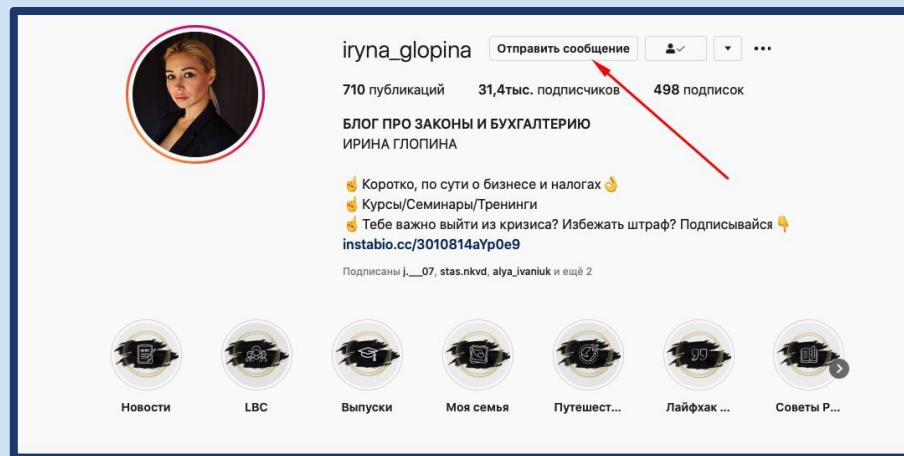 iryna_glopina Отправить сообщение
710 публикаций 31,4тыс. подписчиков 498 подписок
БЛОГ ПРО ЗАКОНЫ И БУХГАЛТЕРИЮ
ИРИНА ГЛОПИНА
☝️ Коротко, по сути о бизнесе и налогах 👌
☝️ Курсы/Семинары/Тренинги
☝️ Тебе важно выйти из кризиса? Избежать штраф? Подписывайся 👇
instabio.cc/3010814aYp0e9
Подписаны j.___07, stas.nkvd, alya_ivaniuk и ещё 2
Новости LBC Выпуски Моя семья Путешест... Лайфхак ... Советы Р...